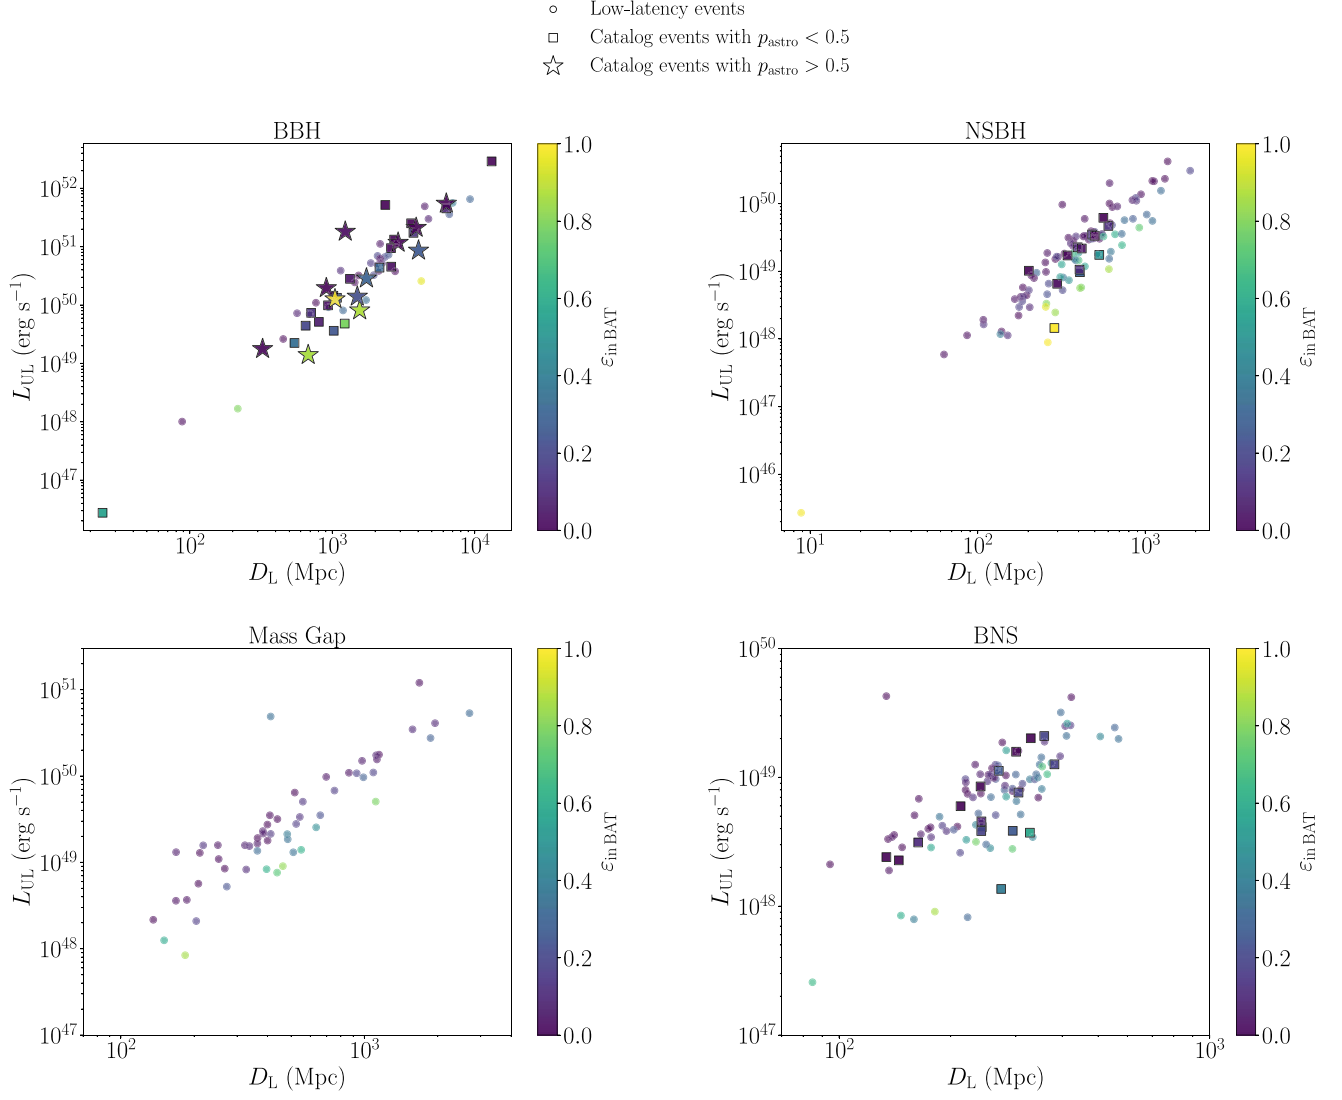 Low-latency events
Catalog events with p_astro < 0.5
Catalog events with p_astro > 0.5
BBH
10^52
10^51
10^50
10^49
10^48
10^47
L_UL (erg s^−1)
10^2
10^3
10^4
D_L (Mpc)
1.0
0.8
0.6
0.4
0.2
0.0
ε_in BAT
NSBH
10^50
10^49
10^48
10^47
10^46
L_UL (erg s^−1)
10^1
10^2
10^3
D_L (Mpc)
1.0
0.8
0.6
0.4
0.2
0.0
ε_in BAT
Mass Gap
10^51
10^50
10^49
10^48
10^47
L_UL (erg s^−1)
10^2
10^3
D_L (Mpc)
1.0
0.8
0.6
0.4
0.2
0.0
ε_in BAT
BNS
10^50
10^49
10^48
10^47
L_UL (erg s^−1)
10^2
10^3
D_L (Mpc)
1.0
0.8
0.6
0.4
0.2
0.0
ε_in BAT